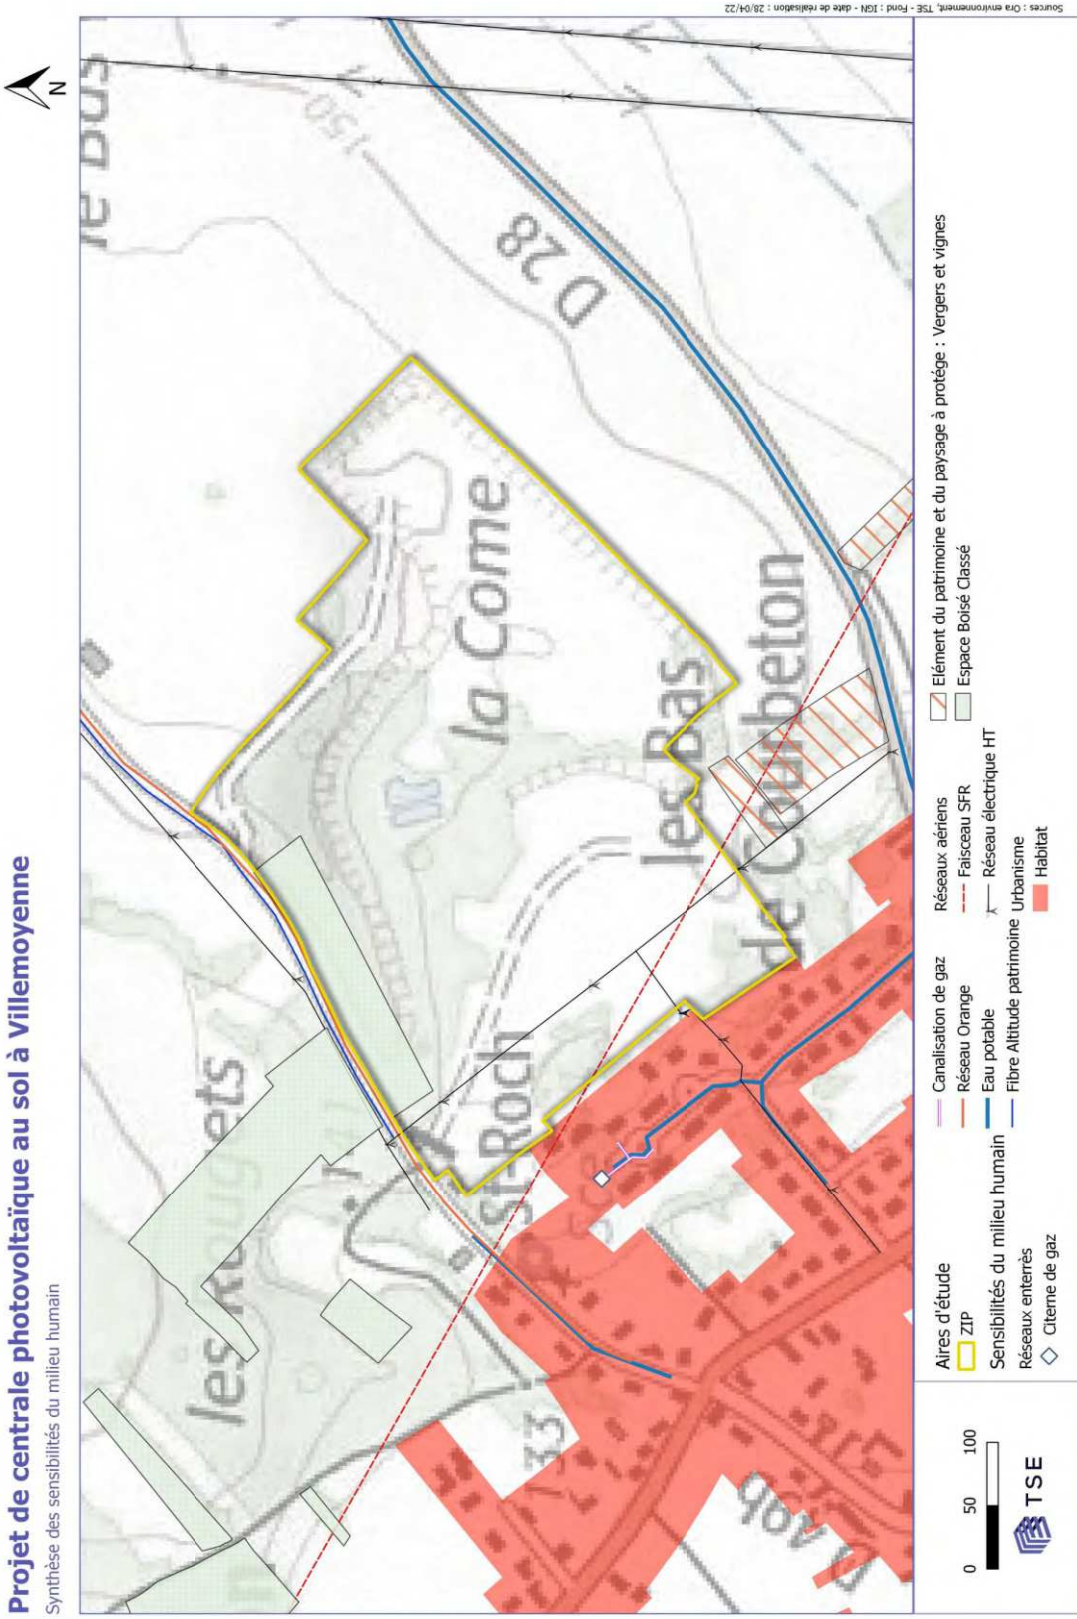 Projet de centrale photovoltaïque au sol à Villemoyenne
Synthèse des sensibilités du milieu humain
N
le Bus
150
D 28
la Come
les Bas
de Courbeton
St-Roch
133
0 50 100
TSE
Aires d'étude
ZIP
Sensibilités du milieu humain
Réseaux enterrés
Citerne de gaz
Canalisation de gaz
Réseau Orange
Eau potable
Fibre Altitude patrimoine
Réseaux aériens
Faisceau SFR
Réseau électrique HT
Urbanisme
Habitat
Elément du patrimoine et du paysage à protége : Vergers et vignes
Espace Boisé Classé
Sources : Ora environnement, TSE - Fond : IGN - date de réalisation : 28/04/22